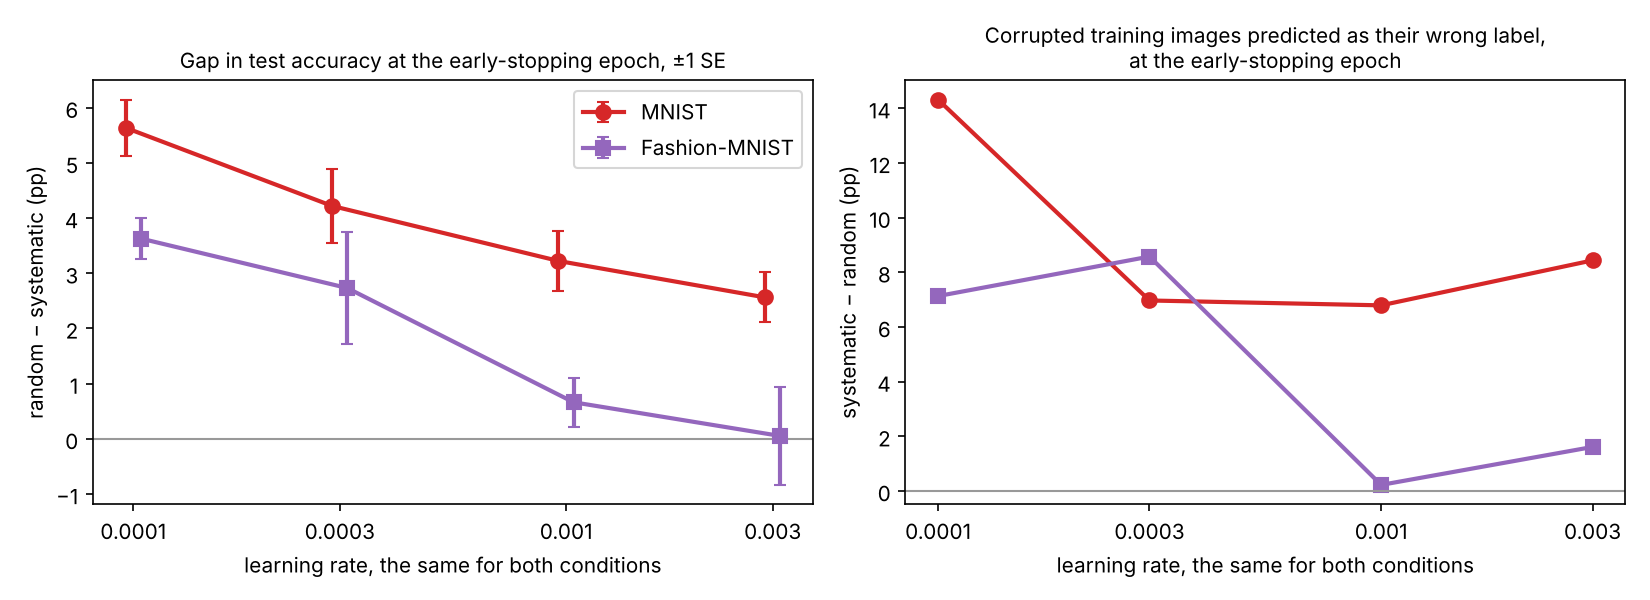 Gap in test accuracy at the early-stopping epoch, ±1 SE
random − systematic (pp)
6
5
4
3
2
1
0
−1
MNIST
Fashion-MNIST
0.0001
0.0003
0.001
0.003
learning rate, the same for both conditions
Corrupted training images predicted as their wrong label,
at the early-stopping epoch
systematic − random (pp)
14
12
10
8
6
4
2
0
0.0001
0.0003
0.001
0.003
learning rate, the same for both conditions